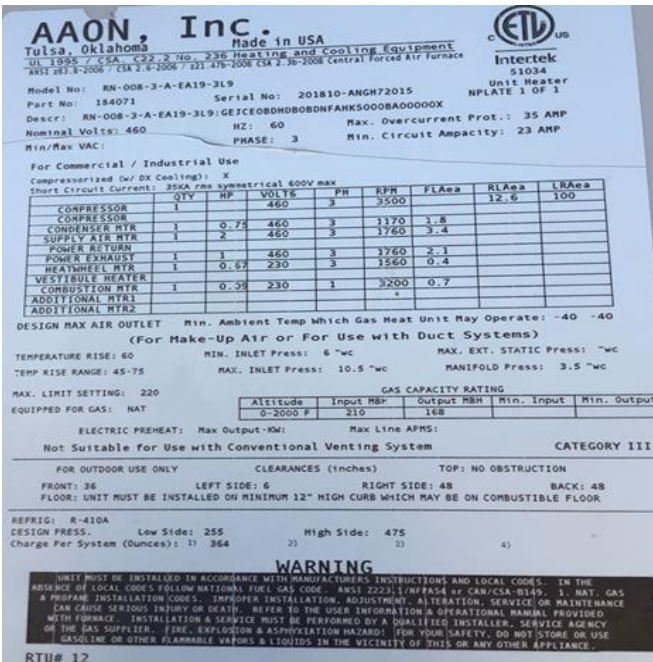 AAON, Inc.
Tulsa, Oklahoma Made in USA
UL 1995 / CSA, C22.2 No. 236 Heating and Cooling Equipment
ANSI z83.8-2006 / CSA 2.6-2006 / z21.47b-2008 CSA 2.3b-2008 Central Forced Air Furnace
C ETL US
LISTED
Intertek
51034
Unit Heater
NPLATE 1 OF 1
Model No: RN-008-3-A-EA19-3L9
Part No: 184071 Serial No: 201810-ANGH72015
Descr: RN-008-3-A-EA19-3L9:GEJCE0BDHDB0BDNFAHK5000BA00000X
Nominal Volts: 460 HZ: 60 Max. Overcurrent Prot.: 35 AMP
Min/Max VAC: PHASE: 3 Min. Circuit Ampacity: 23 AMP
For Commercial / Industrial Use
Compressorized (w/ DX Cooling): X
Short Circuit Current: 35KA rms symmetrical 600V max
QTY HP VOLTS PH RPM FLAea RLAea LRAea
COMPRESSOR 1 460 3 3500 12.6 100
COMPRESSOR
CONDENSER MTR 1 0.75 460 3 1170 1.8
SUPPLY AIR MTR 1 2 460 3 1760 3.4
POWER RETURN
POWER EXHAUST 1 1 460 3 1760 2.1
HEATWHEEL MTR 1 0.67 230 3 1560 0.4
VESTIBULE HEATER
COMBUSTION MTR 1 0.39 230 1 3200 0.7
ADDITIONAL MTR1
ADDITIONAL MTR2
DESIGN MAX AIR OUTLET Min. Ambient Temp Which Gas Heat Unit May Operate: -40 -40
(For Make-Up Air or For Use with Duct Systems)
TEMPERATURE RISE: 60 MIN. INLET Press: 6 "wc MAX. EXT. STATIC Press: "wc
TEMP RISE RANGE: 45-75 MAX. INLET Press: 10.5 "wc MANIFOLD Press: 3.5 "wc
MAX. LIMIT SETTING: 220 GAS CAPACITY RATING
EQUIPPED FOR GAS: NAT Altitude Input MBH Output MBH Min. Input Min. Output
0-2000 F 210 168
ELECTRIC PREHEAT: Max Output-KW: Max Line APMS:
Not Suitable for Use with Conventional Venting System CATEGORY III
FOR OUTDOOR USE ONLY CLEARANCES (inches) TOP: NO OBSTRUCTION
FRONT: 36 LEFT SIDE: 6 RIGHT SIDE: 48 BACK: 48
FLOOR: UNIT MUST BE INSTALLED ON MINIMUM 12" HIGH CURB WHICH MAY BE ON COMBUSTIBLE FLOOR
REFRIG: R-410A
DESIGN PRESS. Low Side: 255 High Side: 475
Charge Per System (Ounces): 1) 364 2) 3) 4)
WARNING
UNIT MUST BE INSTALLED IN ACCORDANCE WITH MANUFACTURERS INSTRUCTIONS AND LOCAL CODES. IN THE
ABSENCE OF LOCAL CODES FOLLOW NATIONAL FUEL GAS CODE ANSI Z223.1/NFPA54 or CAN/CSA-B149. 1. NAT. GAS
& PROPANE INSTALLATION CODES. IMPROPER INSTALLATION, ADJUSTMENT, ALTERATION, SERVICE OR MAINTENANCE
CAN CAUSE SERIOUS INJURY OR DEATH. REFER TO THE USER INFORMATION & OPERATIONAL MANUAL PROVIDED
WITH FURNACE. INSTALLATION & SERVICE MUST BE PERFORMED BY A QUALIFIED INSTALLER, SERVICE AGENCY
OR THE GAS SUPPLIER. FIRE, EXPLOSION & ASPHYXIATION HAZARD! FOR YOUR SAFETY, DO NOT STORE OR USE
GASOLINE OR OTHER FLAMMABLE VAPORS & LIQUIDS IN THE VICINITY OF THIS OR ANY OTHER APPLIANCE.
RTU# 12